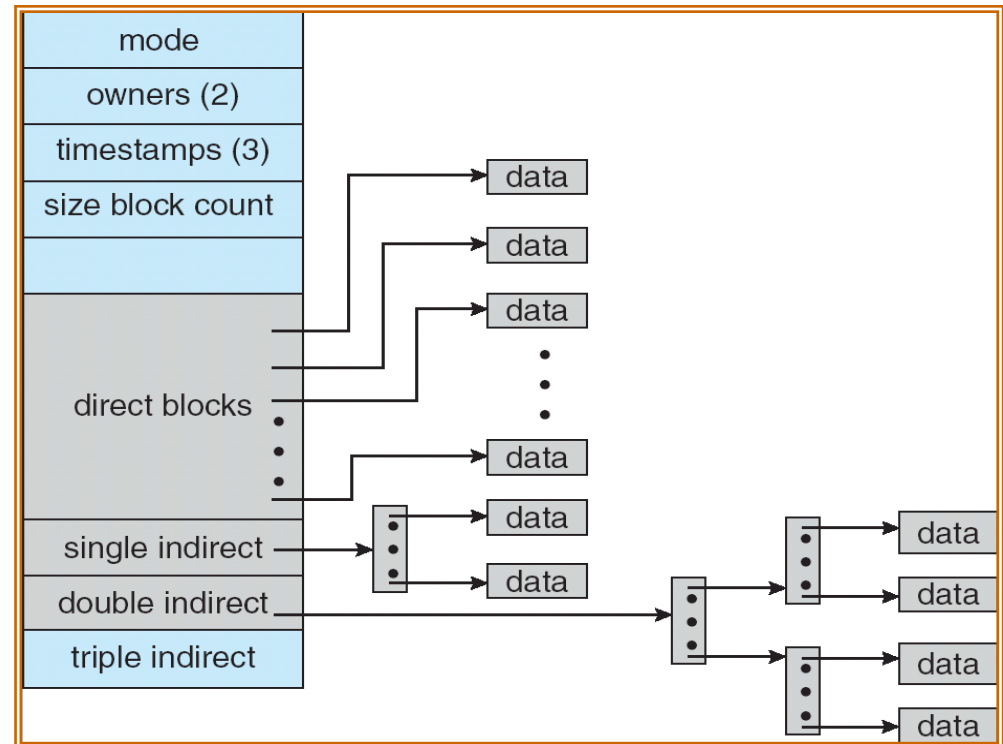 mode
owners (2)
timestamps (3)
size block count
direct blocks
single indirect
double indirect
triple indirect
data
data
data
data
data
data
data
data
data
data